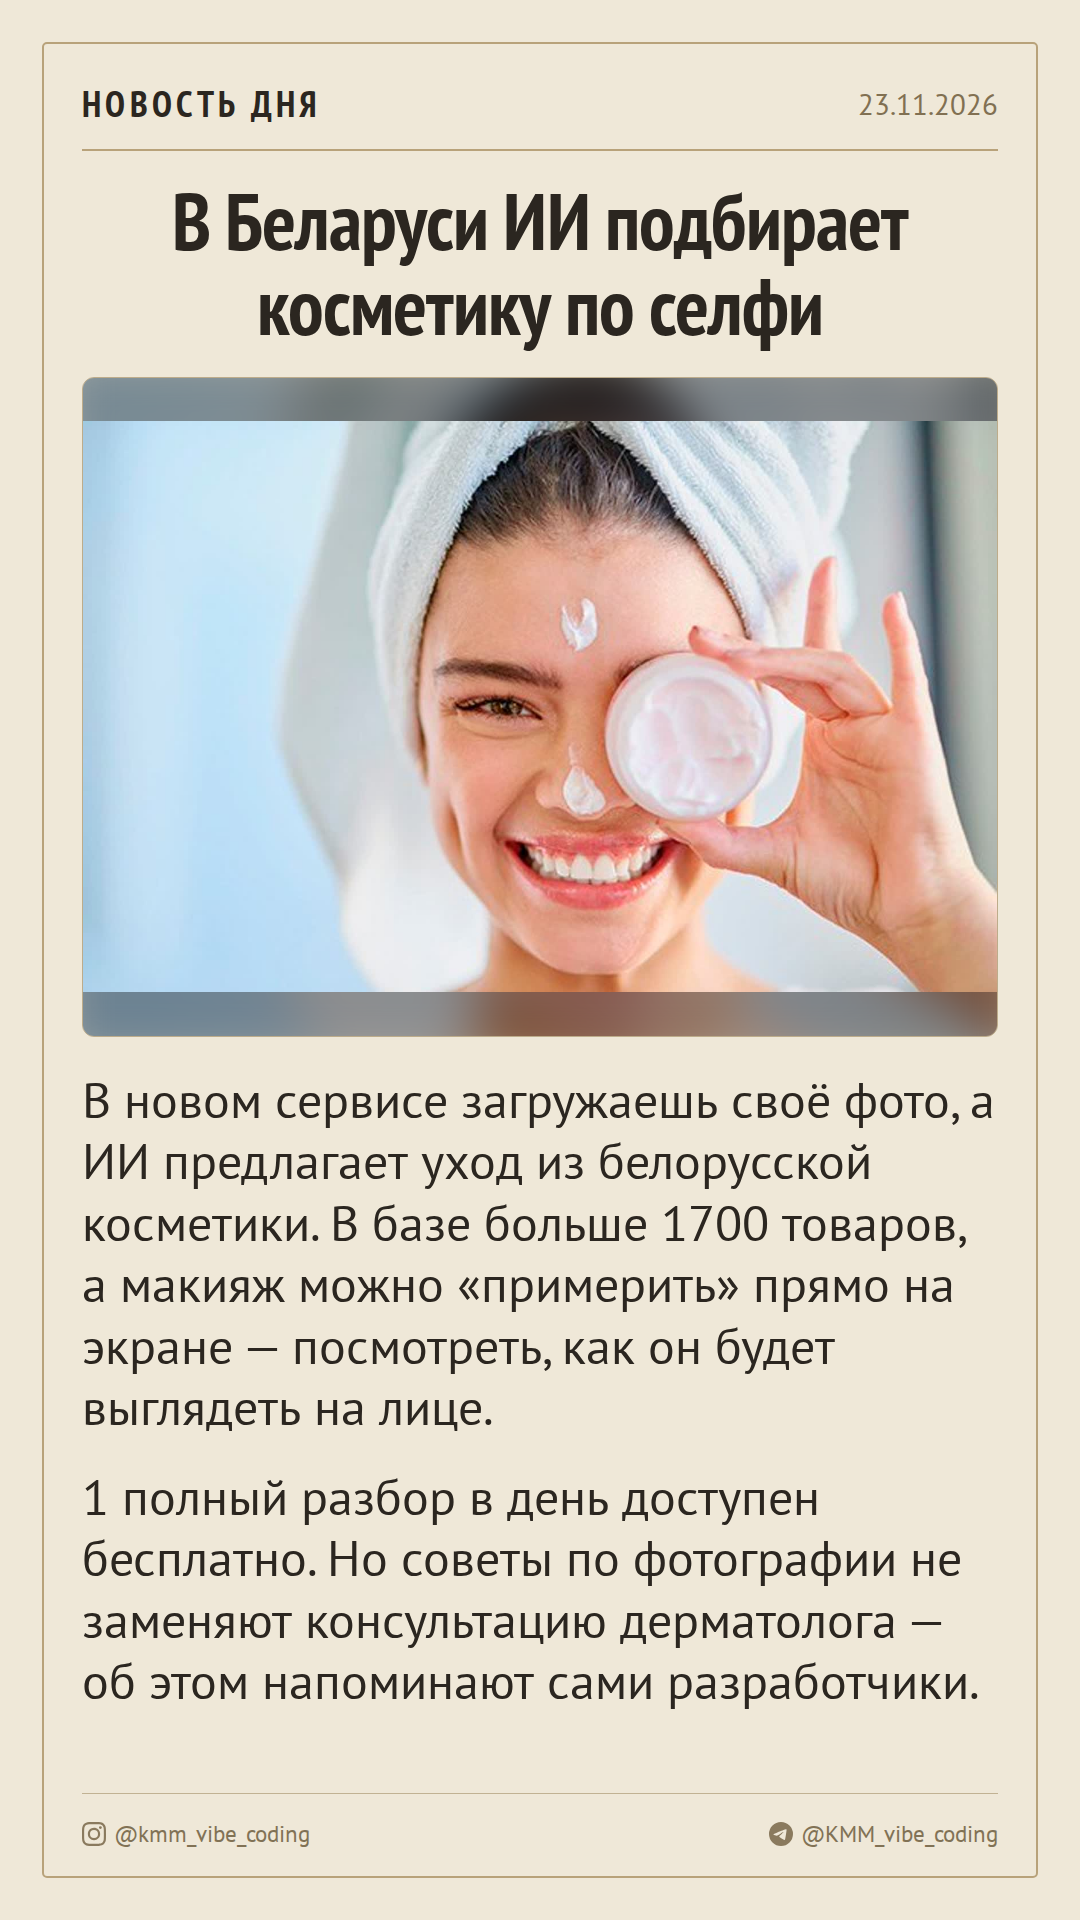 НОВОСТЬ ДНЯ
23.11.2026
В Беларуси ИИ подбирает
косметику по селфи
В новом сервисе загружаешь своё фото, а
ИИ предлагает уход из белорусской
косметики. В базе больше 1700 товаров,
а макияж можно «примерить» прямо на
экране — посмотреть, как он будет
выглядеть на лице.
1 полный разбор в день доступен
бесплатно. Но советы по фотографии не
заменяют консультацию дерматолога —
об этом напоминают сами разработчики.
@kmm_vibe_coding
@KMM_vibe_coding